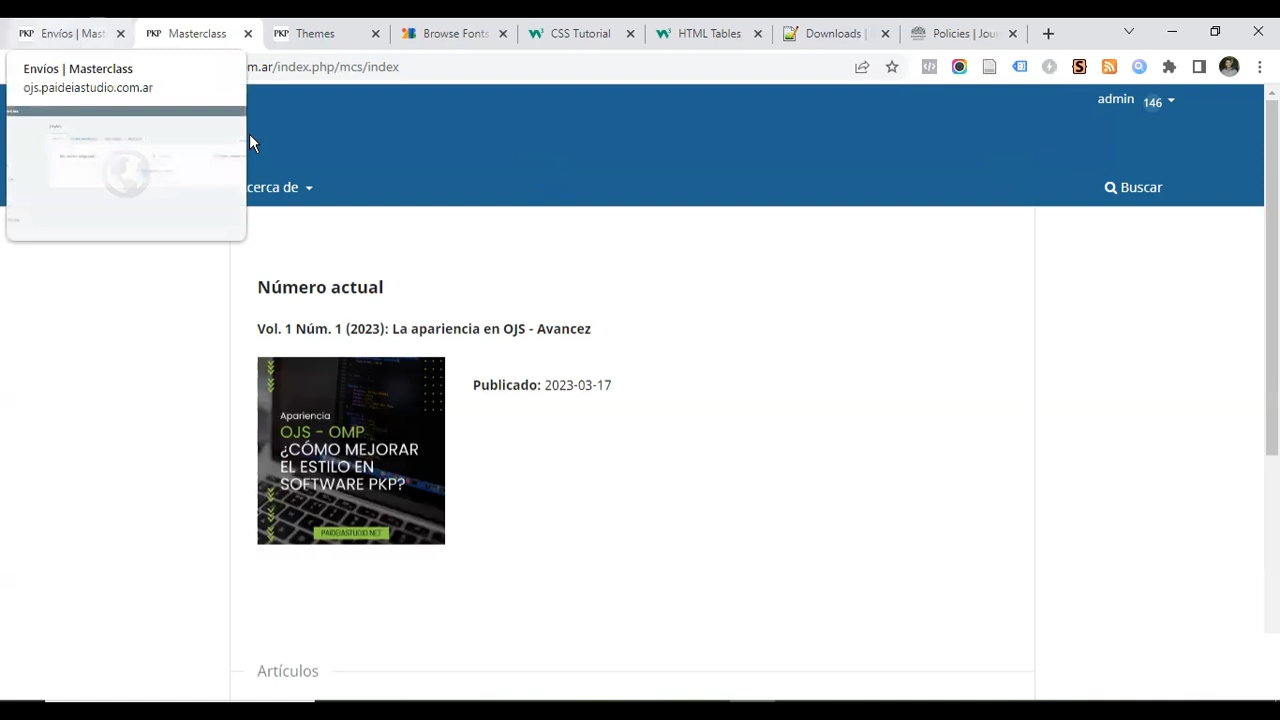 PKP Envíos | Mast
PKP Masterclass
PKP Themes
Browse Fonts
CSS Tutorial
HTML Tables
Downloads |
Policies | Jou
Envíos | Masterclass
ojs.paideiastudio.com.ar
m.ar/index.php/mcs/index
admin 146
cerca de
Buscar
Número actual
Vol. 1 Núm. 1 (2023): La apariencia en OJS - Avancez
Apariencia
OJS - OMP
¿CÓMO MEJORAR
EL ESTILO EN
SOFTWARE PKP?
PAIDEIASTUDIO.NET
Publicado: 2023-03-17
Artículos